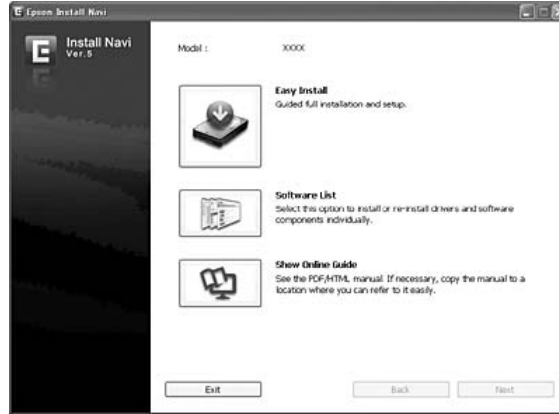 Epson Install Navi
Install Navi
Ver.5
Model : XXXX
Easy Install
Guided full installation and setup.
Software List
Select this option to install or re-install drivers and software
components individually.
Show Online Guide
See the PDF/HTML manual. If necessary, copy the manual to a
location where you can refer to it easily.
Exit
Back
Next